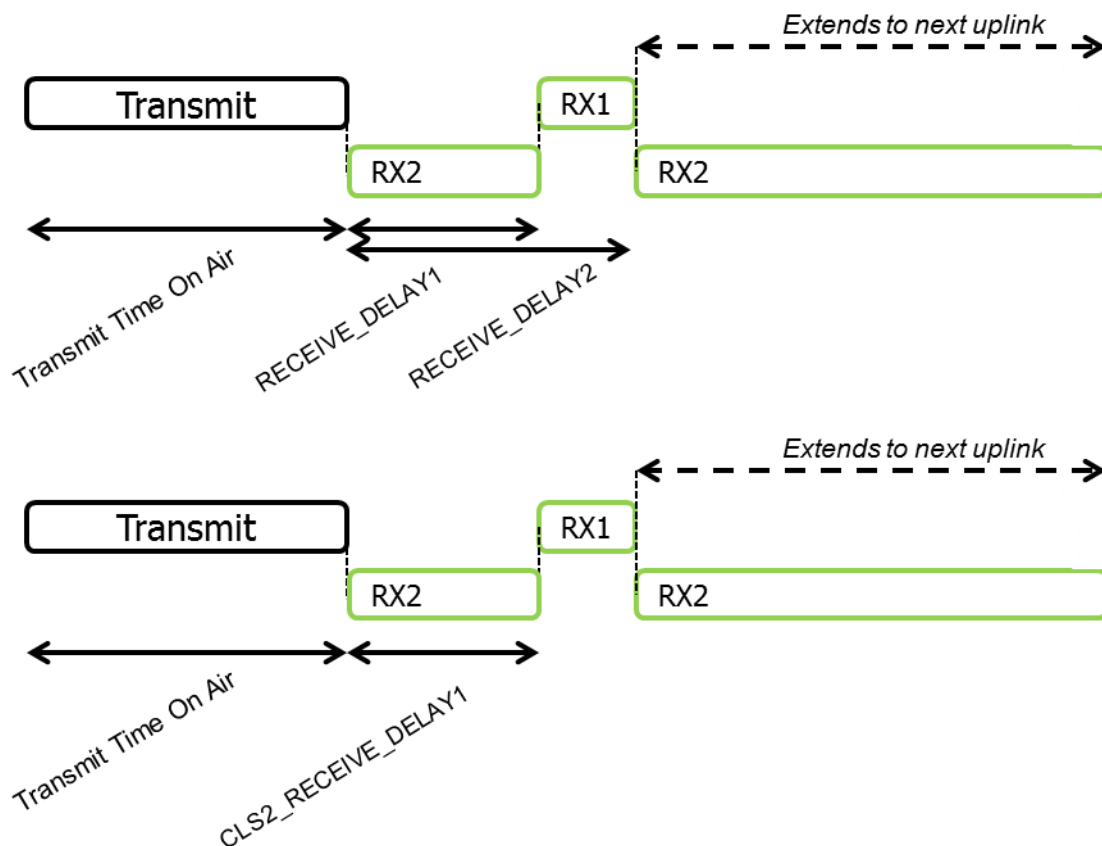 Extends to next uplink
Transmit
RX1
RX2
RX2
Transmit Time On Air
RECEIVE_DELAY1
RECEIVE_DELAY2
Extends to next uplink
Transmit
RX1
RX2
RX2
Transmit Time On Air
CLS2_RECEIVE_DELAY1